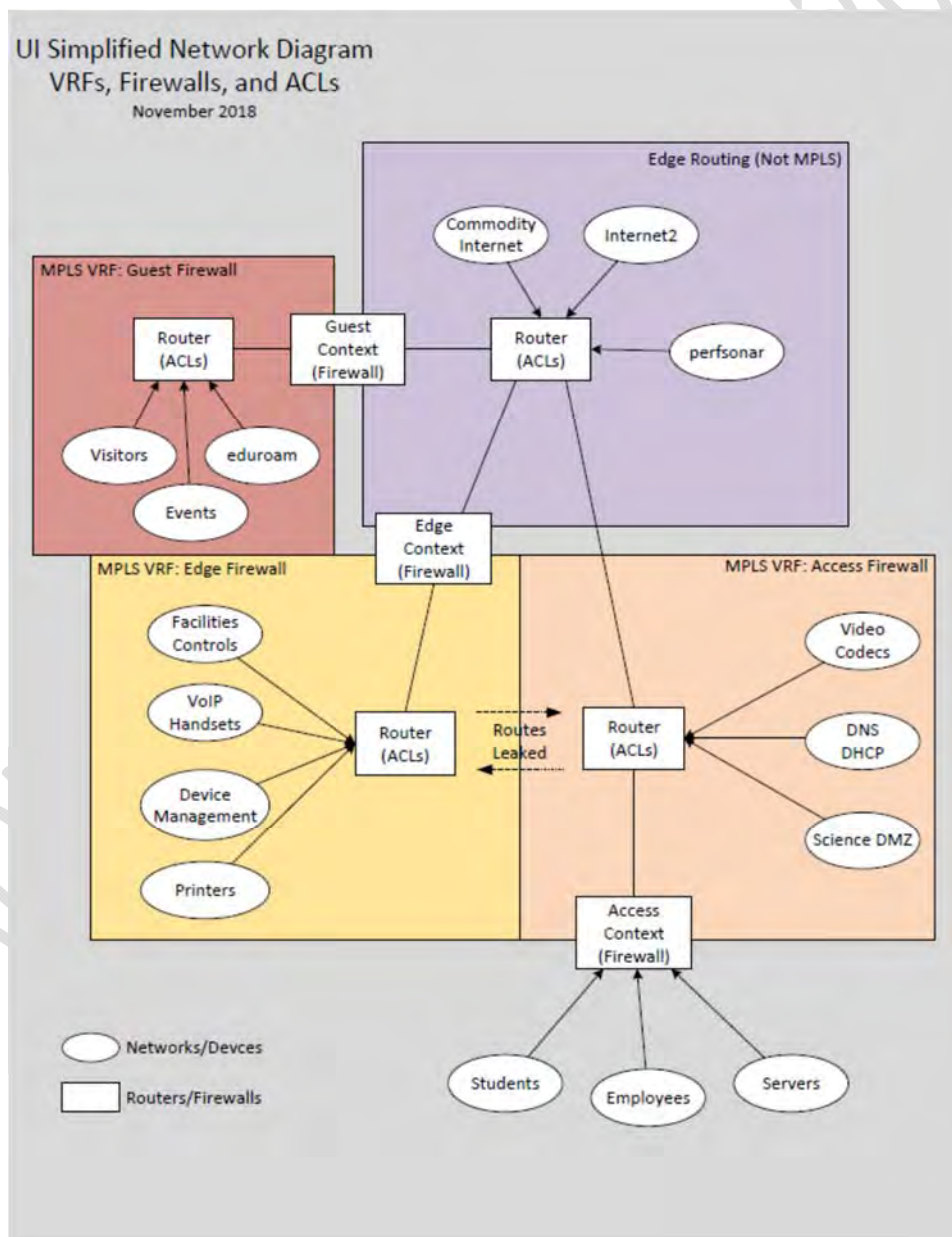 UI Simplified Network Diagram
VRFs, Firewalls, and ACLs
November 2018
Edge Routing (Not MPLS)
Commodity
Internet
Internet2
MPLS VRF: Guest Firewall
Router
(ACLs)
Guest
Context
(Firewall)
Router
(ACLs)
perfsonar
Visitors
eduroam
Events
Edge
Context
(Firewall)
MPLS VRF: Edge Firewall
MPLS VRF: Access Firewall
Facilities
Controls
VoIP
Handsets
Device
Management
Printers
Router
(ACLs)
Routes
Leaked
Router
(ACLs)
Video
Codecs
DNS
DHCP
Science DMZ
Access
Context
(Firewall)
Networks/Devces
Routers/Firewalls
Students
Employees
Servers